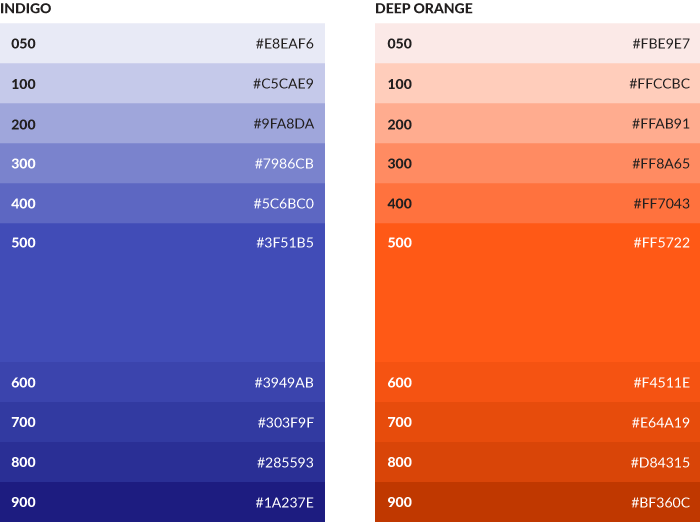 INDIGO
050 #E8EAF6
100 #C5CAE9
200 #9FA8DA
300 #7986CB
400 #5C6BC0
500 #3F51B5
600 #3949AB
700 #303F9F
800 #285593
900 #1A237E
DEEP ORANGE
050 #FBE9E7
100 #FFCCBC
200 #FFAB91
300 #FF8A65
400 #FF7043
500 #FF5722
600 #F4511E
700 #E64A19
800 #D84315
900 #BF360C